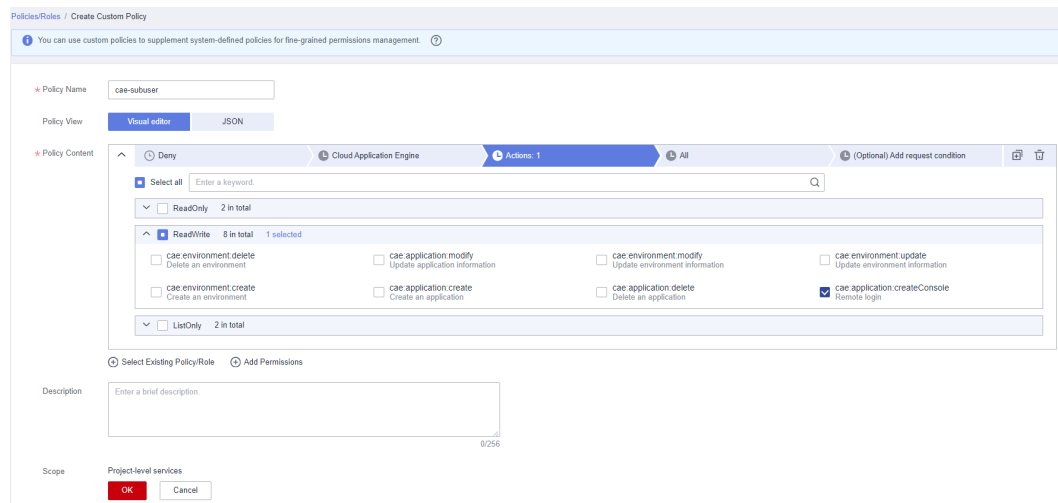 Policies/Roles / Create Custom Policy
You can use custom policies to supplement system-defined policies for fine-grained permissions management.
* Policy Name cae-subuser
Policy View Visual editor JSON
* Policy Content Deny Cloud Application Engine Actions: 1 All (Optional) Add request condition
Select all Enter a keyword.
ReadOnly 2 in total
ReadWrite 8 in total 1 selected
cae:environment:delete cae:application:modify cae:environment:modify cae:environment:update
Delete an environment Update application information Update environment information Update environment information
cae:environment:create cae:application:create cae:application:delete cae:application:createConsole
Create an environment Create an application Delete an application Remote login
ListOnly 2 in total
Select Existing Policy/Role Add Permissions
Description Enter a brief description.
0/256
Scope Project-level services
OK Cancel